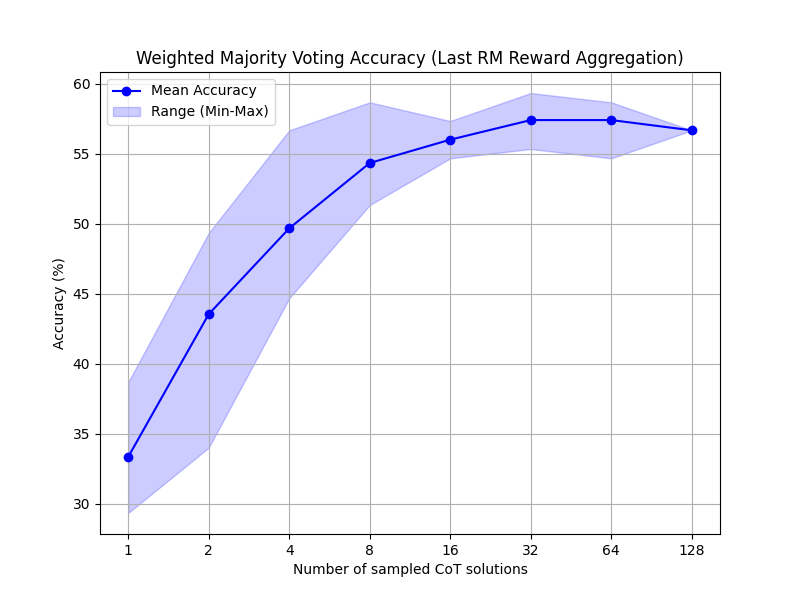 Weighted Majority Voting Accuracy (Last RM Reward Aggregation)
Mean Accuracy
Range (Min-Max)
60
55
50
45
40
35
30
Accuracy (%)
1 2 4 8 16 32 64 128
Number of sampled CoT solutions